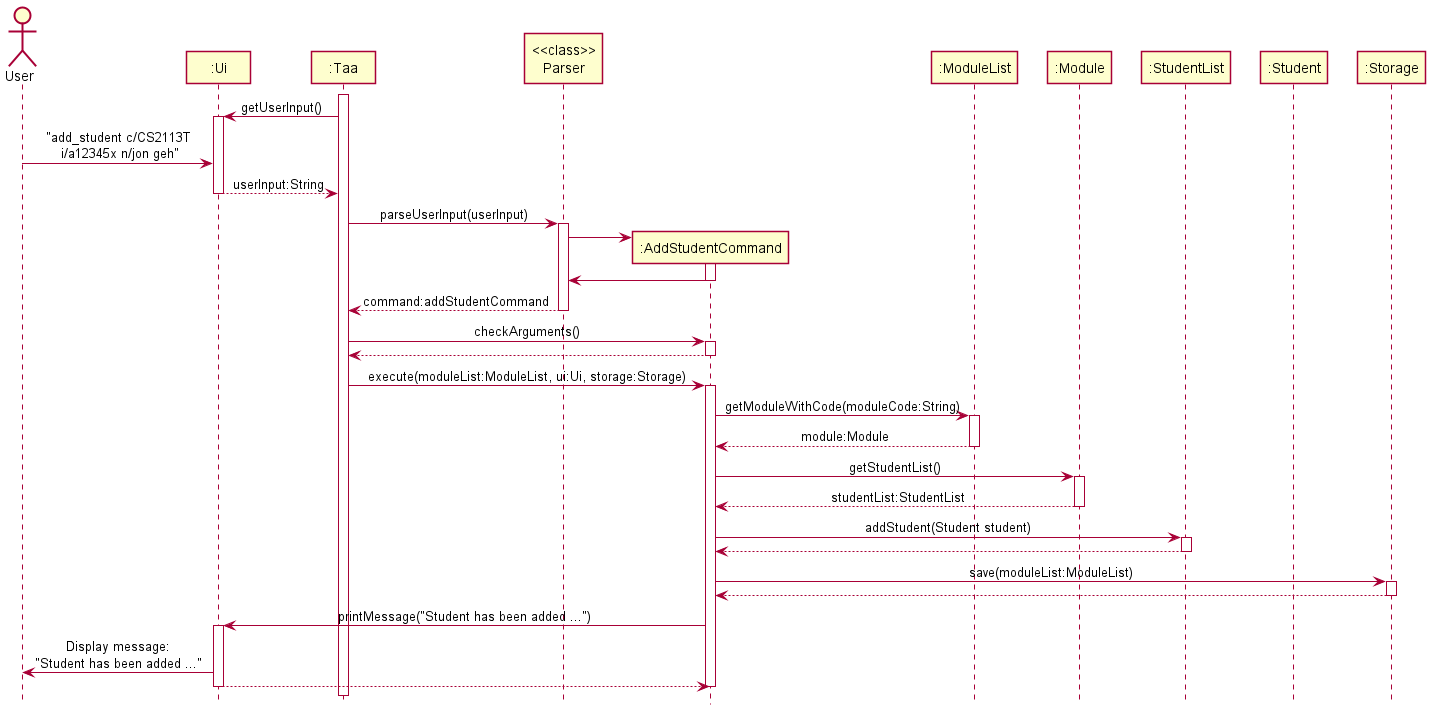 User
:Ui
:Taa
<<class>>
Parser
:ModuleList
:Module
:StudentList
:Student
:Storage
getUserInput()
"add_student c/CS2113T
i/a12345x n/jon geh"
userInput:String
parseUserInput(userInput)
:AddStudentCommand
command:addStudentCommand
checkArguments()
execute(moduleList:ModuleList, ui:Ui, storage:Storage)
getModuleWithCode(moduleCode:String)
module:Module
getStudentList()
studentList:StudentList
addStudent(Student student)
save(moduleList:ModuleList)
printMessage("Student has been added ...")
Display message:
"Student has been added ..."